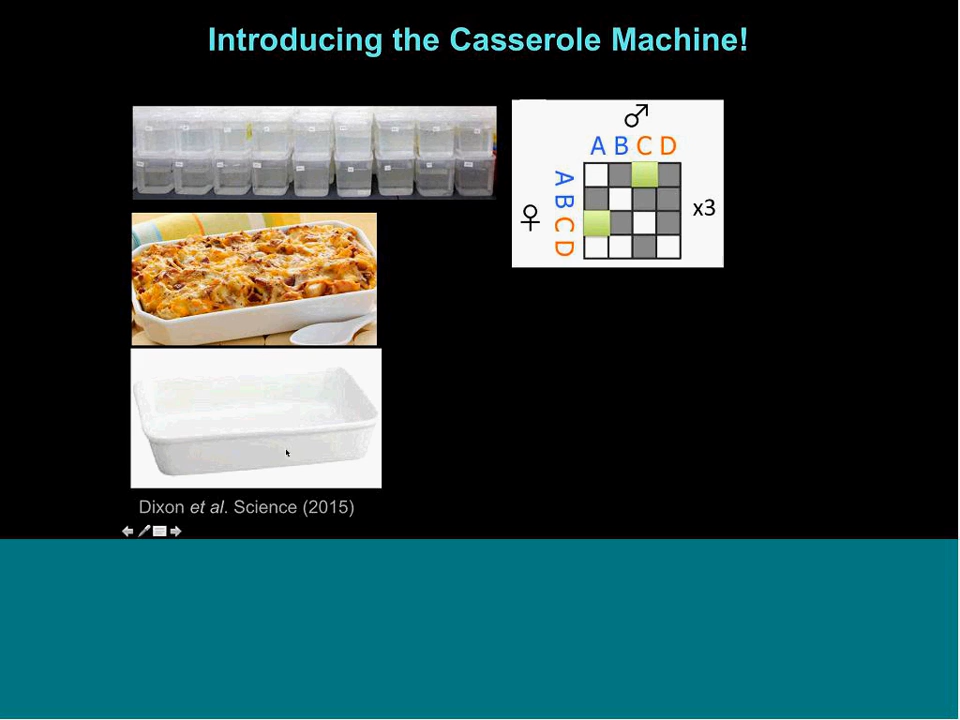 Introducing the Casserole Machine!
♂
A B C D
♀
A
B
C
D
x3
Dixon et al. Science (2015)